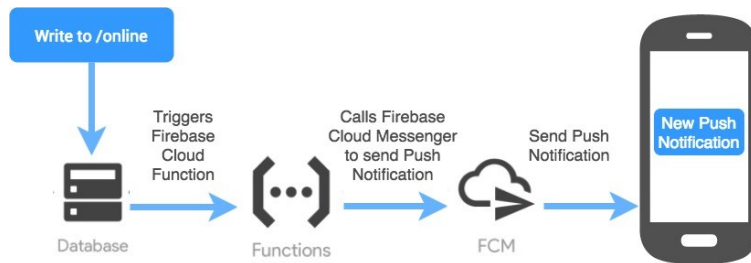 Write to /online
Triggers
Firebase
Cloud
Function
Calls Firebase
Cloud Messenger
to send Push
Notification
Send Push
Notification
New Push
Notification
Database
Functions
FCM